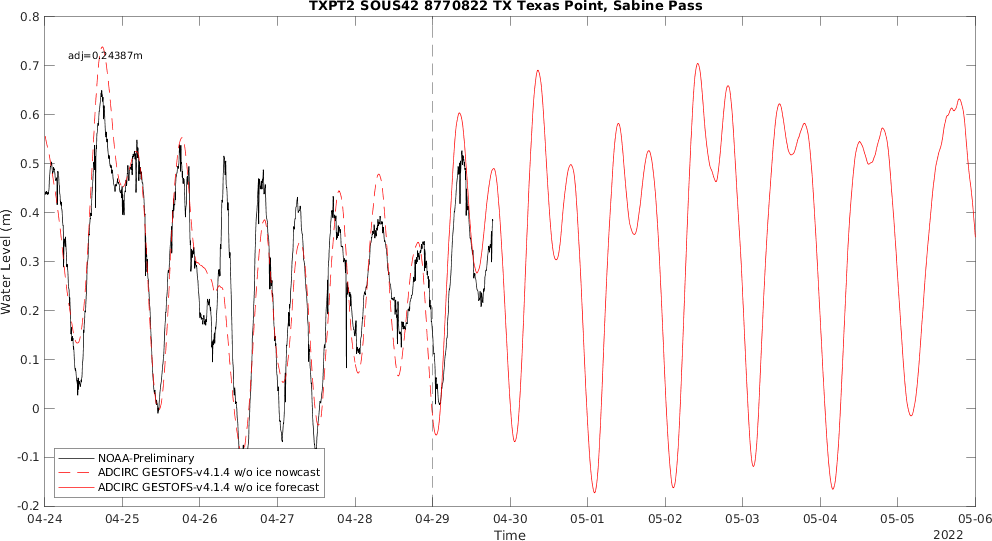 TXPT2 SOUS42 8770822 TX Texas Point, Sabine Pass
adj=0.24387m
Water Level (m)
0.8
0.7
0.6
0.5
0.4
0.3
0.2
0.1
0
-0.1
-0.2
NOAA-Preliminary
ADCIRC GESTOFS-v4.1.4 w/o ice nowcast
ADCIRC GESTOFS-v4.1.4 w/o ice forecast
04-24 04-25 04-26 04-27 04-28 04-29 04-30 05-01 05-02 05-03 05-04 05-05 05-06
Time
2022